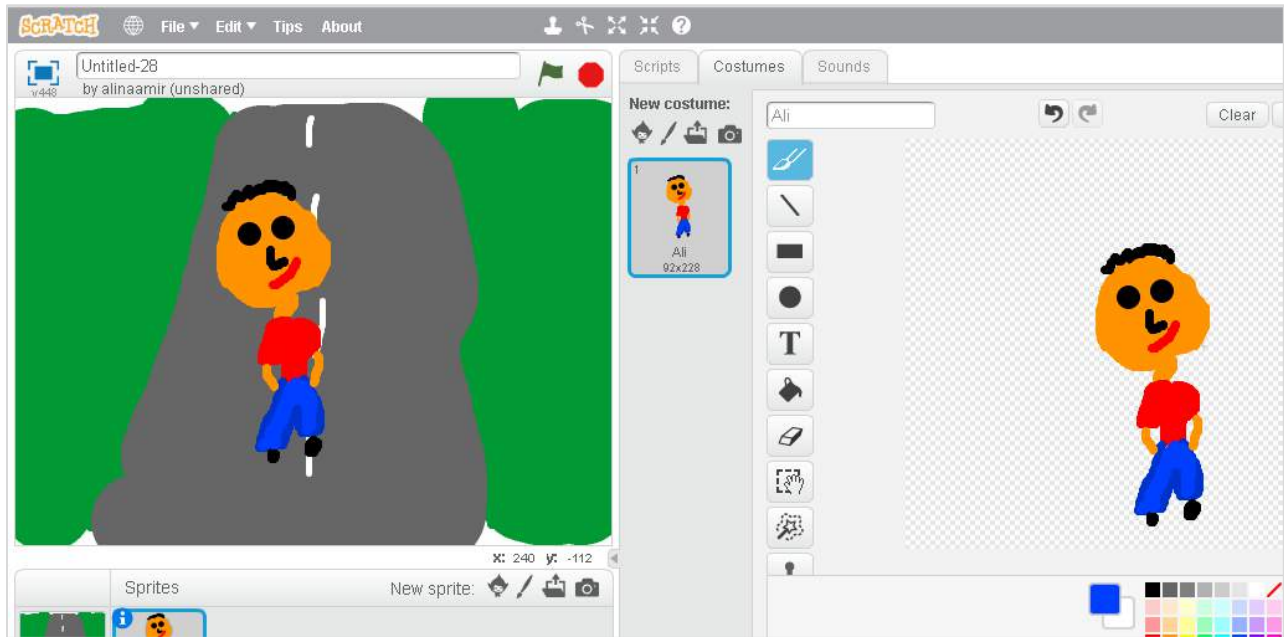 SCRATCH File Edit Tips About
Untitled-28
v448
by alinaamir (unshared)
Scripts Costumes Sounds
New costume:
Ali
Clear
1
Ali
92x228
T
x: 240 y: -112
Sprites New sprite: